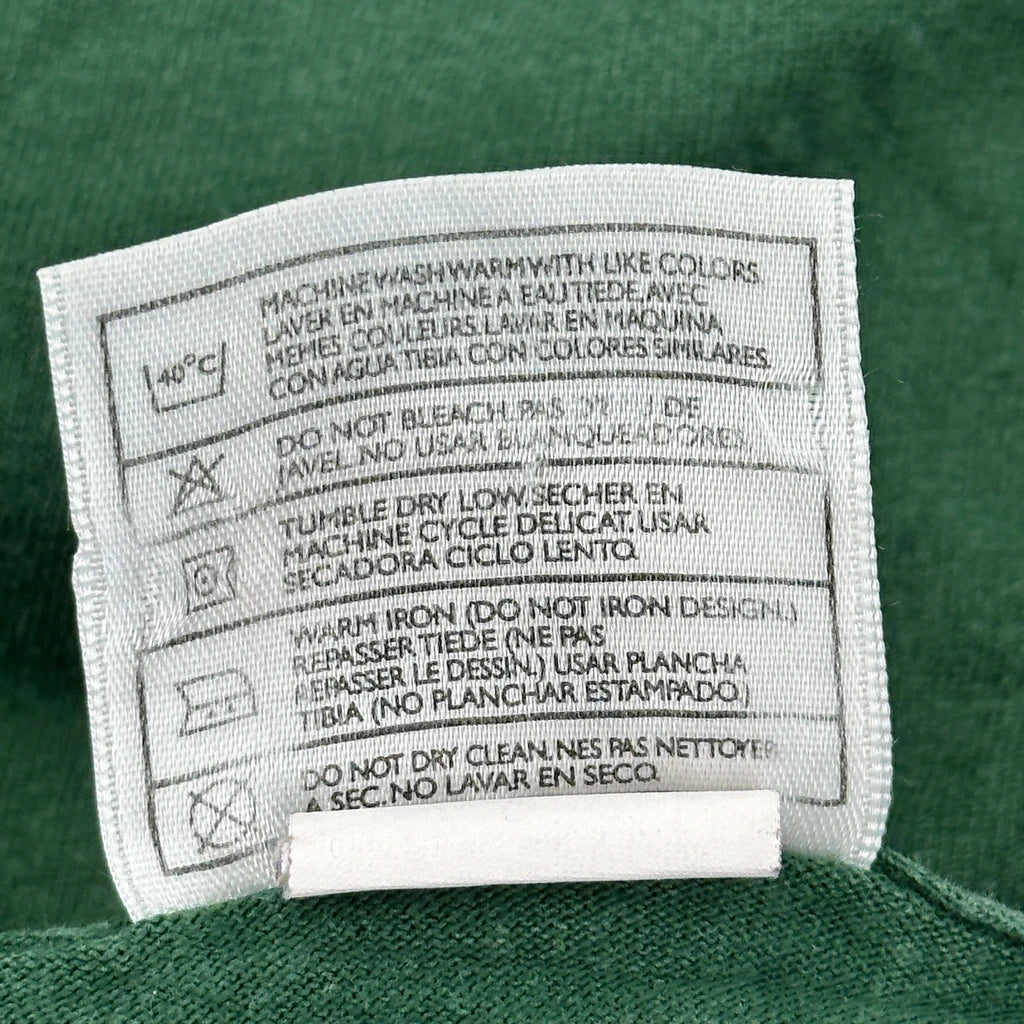 40°C
MACHINE WASH WARM WITH LIKE COLORS.
LAVER EN MACHINE A EAU TIEDE. AVEC
MEMES COULEURS. LAVAR EN MAQUINA
CON AGUA TIBIA CON COLORES SIMILARES.
DO NOT BLEACH. PAS DE
JAVEL. NO USAR BLANQUEADORES.
TUMBLE DRY LOW. SECHER EN
MACHINE CYCLE DELICAT. USAR
SECADORA CICLO LENTO.
WARM IRON (DO NOT IRON DESIGN.)
REPASSER TIEDE (NE PAS
REPASSER LE DESSIN.) USAR PLANCHA
TIBIA (NO PLANCHAR ESTAMPADO)
DO NOT DRY CLEAN. NES PAS NETTOYER
A SEC. NO LAVAR EN SECO.